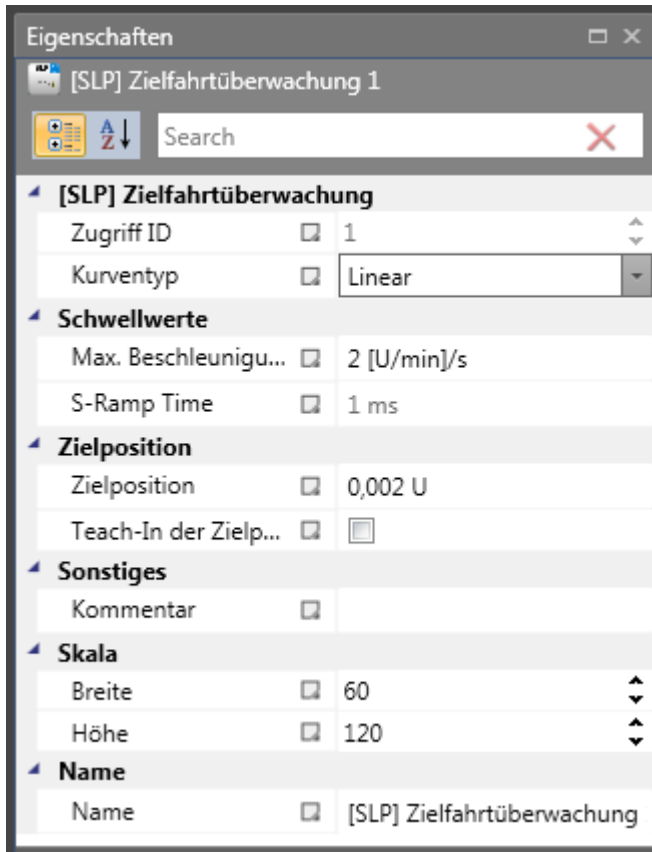 Eigenschaften
[SLP] Zielfahrtüberwachung 1
Search
[SLP] Zielfahrtüberwachung
Zugriff ID 1
Kurventyp Linear
Schwellwerte
Max. Beschleunigu... 2 [U/min]/s
S-Ramp Time 1 ms
Zielposition
Zielposition 0,002 U
Teach-In der Zielp...
Sonstiges
Kommentar
Skala
Breite 60
Höhe 120
Name
Name [SLP] Zielfahrtüberwachung